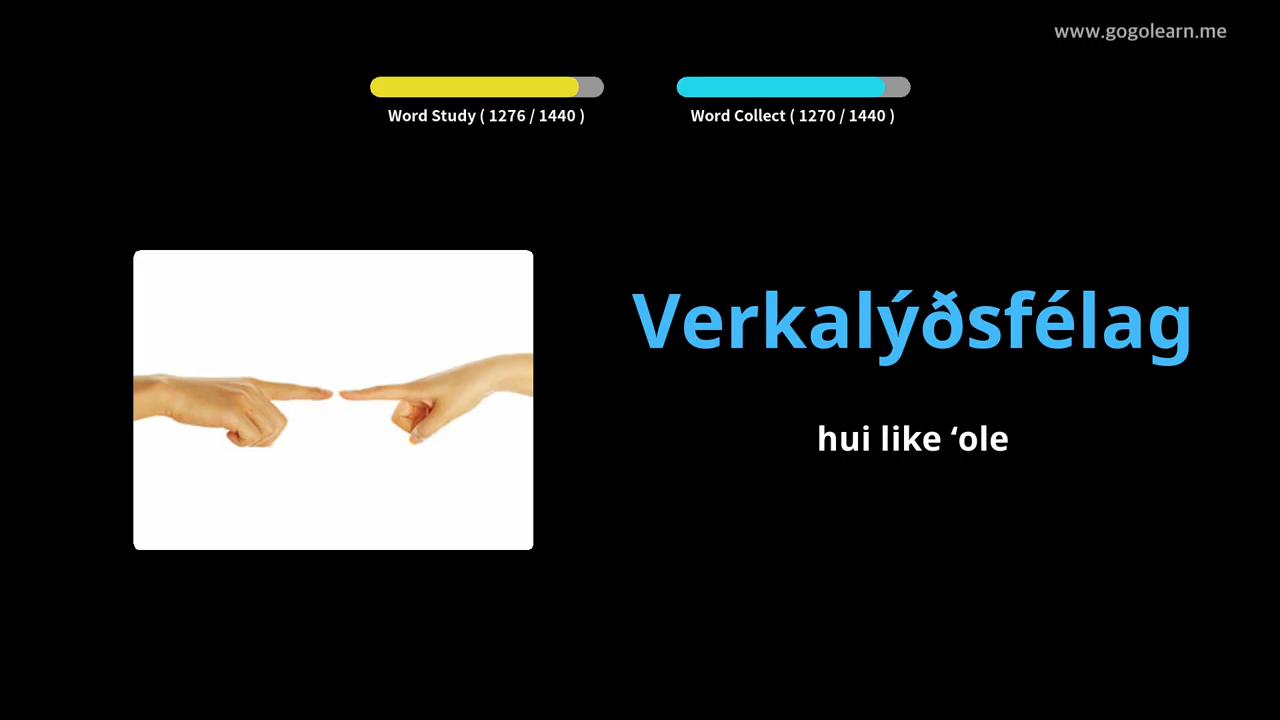 www.gogolearn.me
Word Study ( 1276 / 1440 )
Word Collect ( 1270 / 1440 )
Verkalýðsfélag
hui like ‘ole